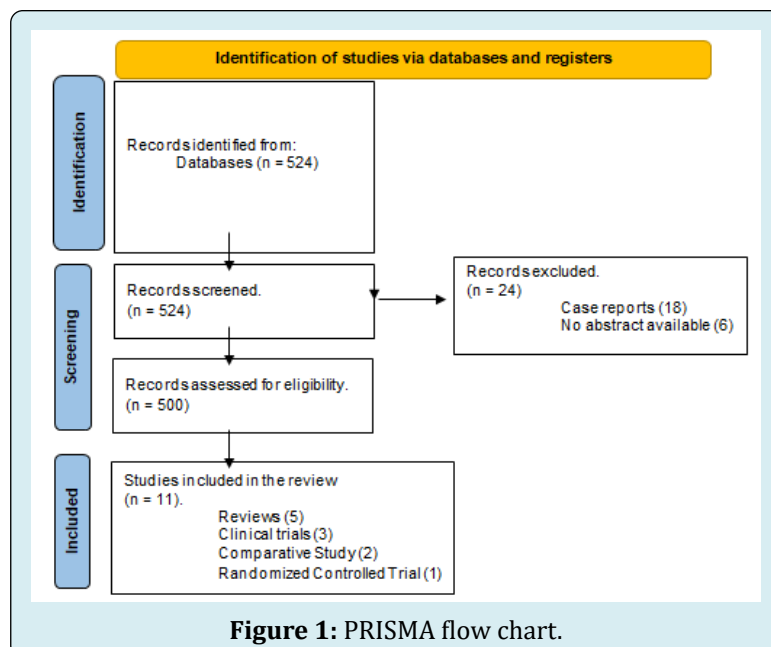 Identification of studies via databases and registers
Identification
Records identified from:
Databases (n = 524)
Screening
Records screened.
(n = 524)
Records excluded.
(n = 24)
Case reports (18)
No abstract available (6)
Records assessed for eligibility.
(n = 500)
Included
Studies included in the review
(n = 11).
Reviews (5)
Clinical trials (3)
Comparative Study (2)
Randomized Controlled Trial (1)
Figure 1: PRISMA flow chart.